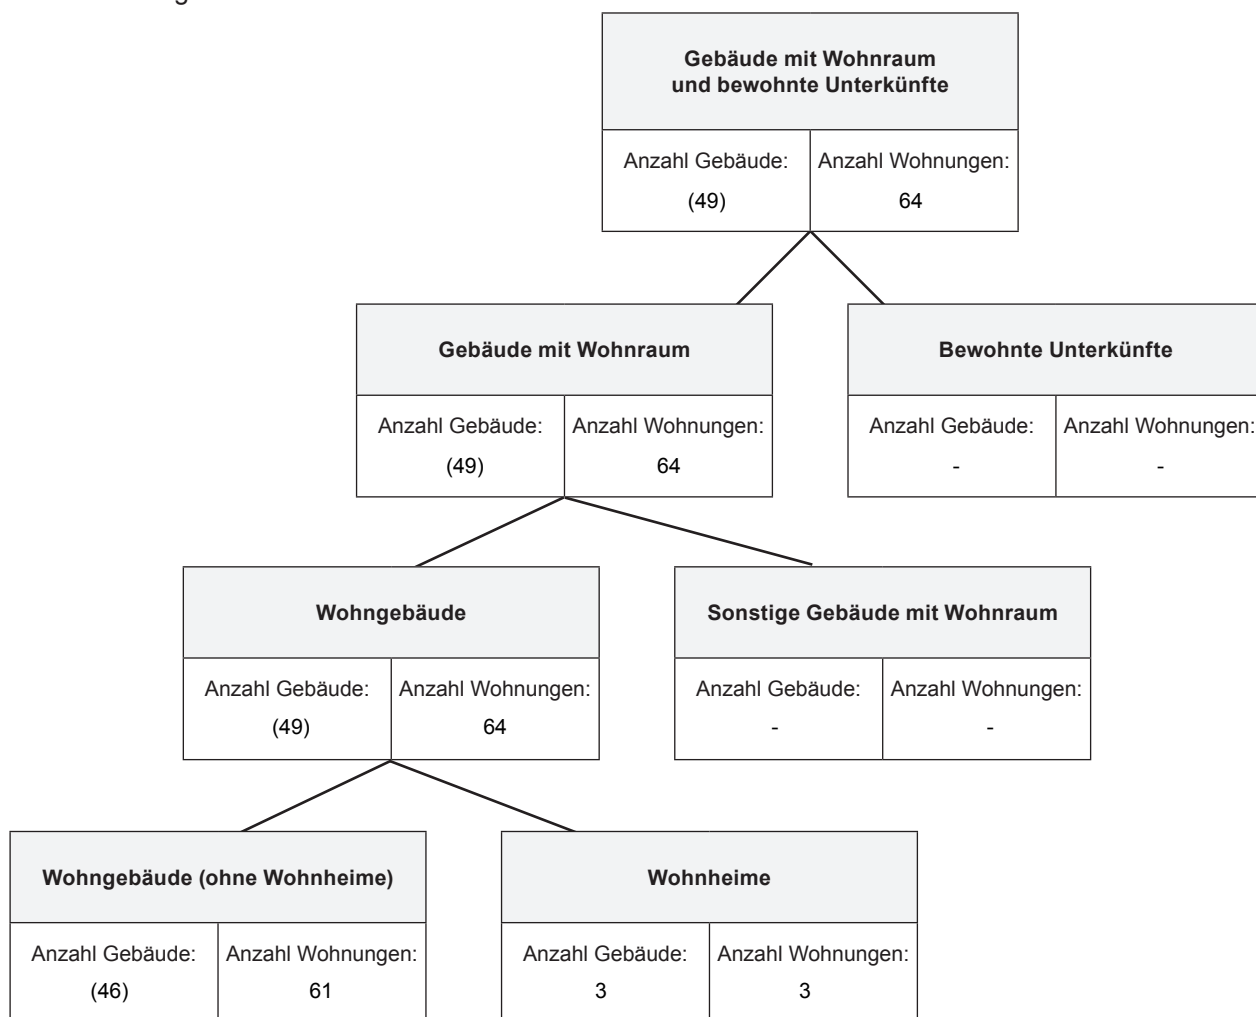 Gebäude mit Wohnraum
und bewohnte Unterkünfte
Anzahl Gebäude: Anzahl Wohnungen:
(49) 64
Gebäude mit Wohnraum Bewohnte Unterkünfte
Anzahl Gebäude: Anzahl Wohnungen: Anzahl Gebäude: Anzahl Wohnungen:
(49) 64 - -
Wohngebäude Sonstige Gebäude mit Wohnraum
Anzahl Gebäude: Anzahl Wohnungen: Anzahl Gebäude: Anzahl Wohnungen:
(49) 64 - -
Wohngebäude (ohne Wohnheime) Wohnheime
Anzahl Gebäude: Anzahl Wohnungen: Anzahl Gebäude: Anzahl Wohnungen:
(46) 61 3 3